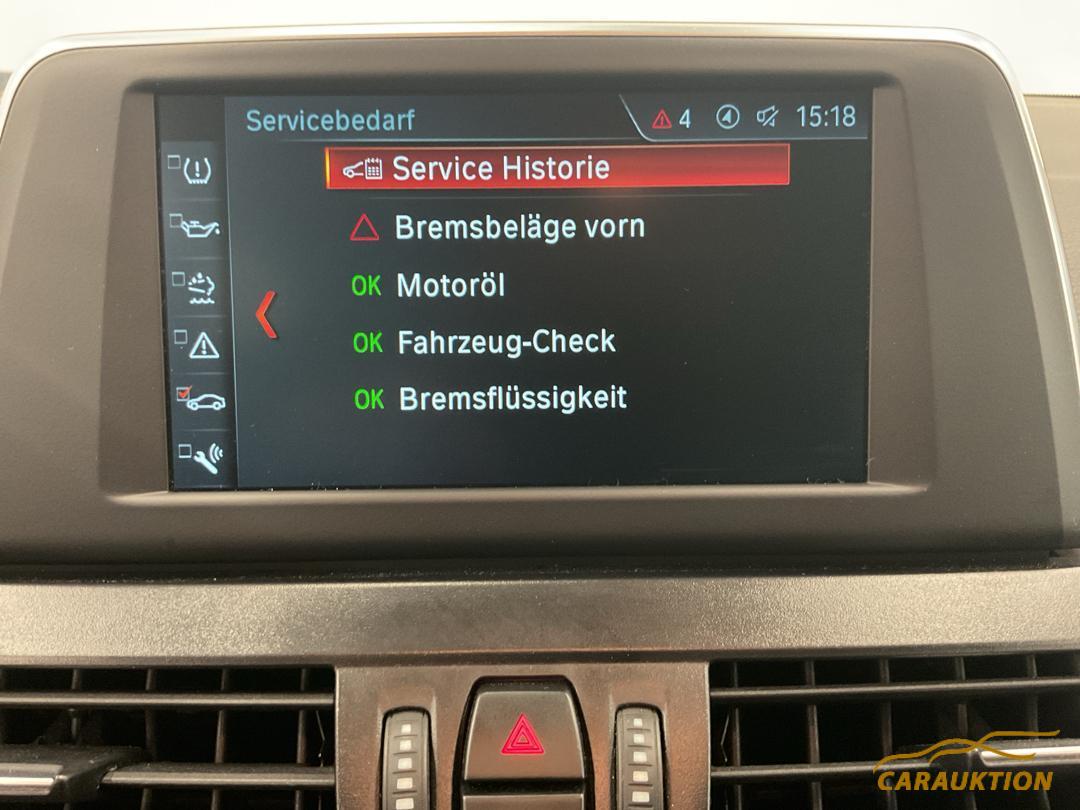 Servicebedarf
4
15:18
Service Historie
Bremsbeläge vorn
OK Motoröl
OK Fahrzeug-Check
OK Bremsflüssigkeit
CARAUKTION